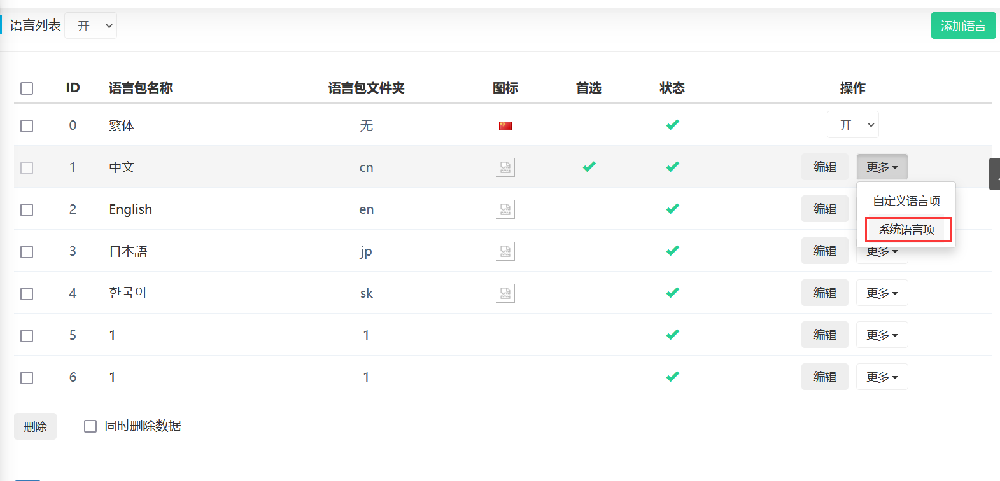 语言列表 开 添加语言
ID 语言包名称 语言包文件夹 图标 首选 状态 操作
0 繁体 无 开
1 中文 cn 编辑 更多
自定义语言项
系统语言项
2 English en 编辑
3 日本語 jp 编辑 更多
4 한국어 sk 编辑 更多
5 1 1 编辑 更多
6 1 1 编辑 更多
删除 同时删除数据